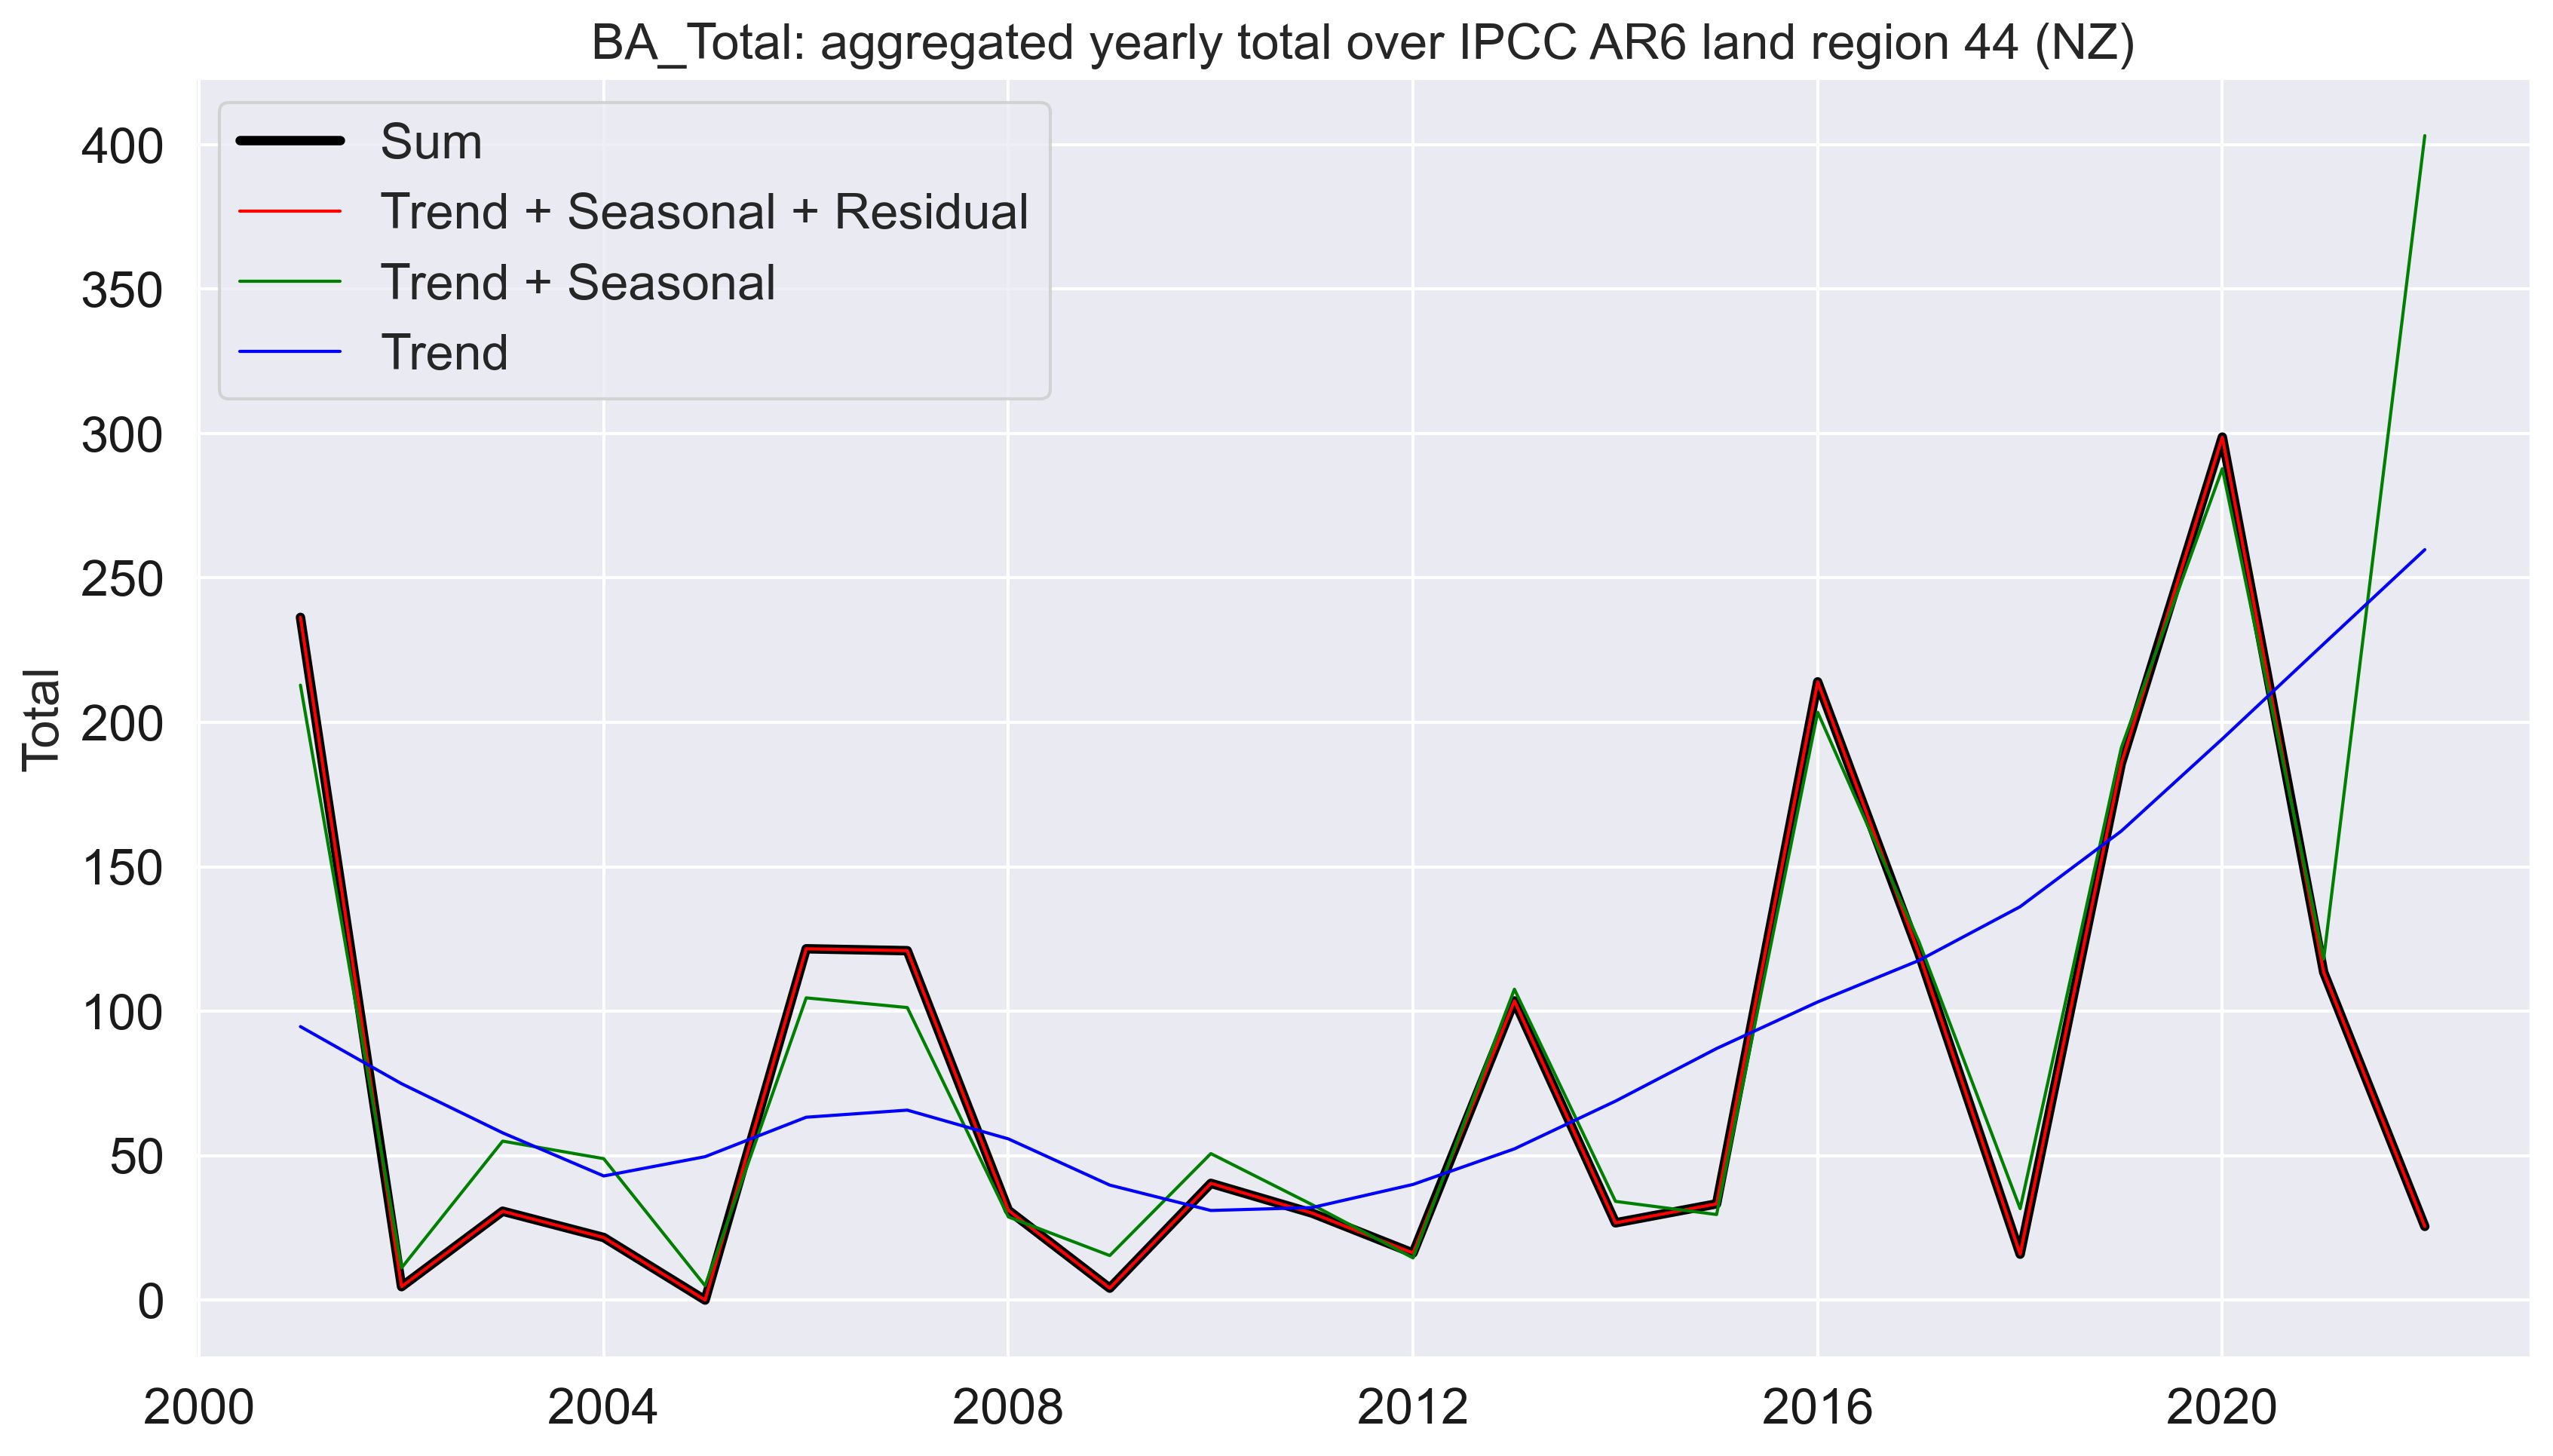 BA_Total: aggregated yearly total over IPCC AR6 land region 44 (NZ)
Sum
Trend + Seasonal + Residual
Trend + Seasonal
Trend
Total
400
350
300
250
200
150
100
50
0
2000
2004
2008
2012
2016
2020